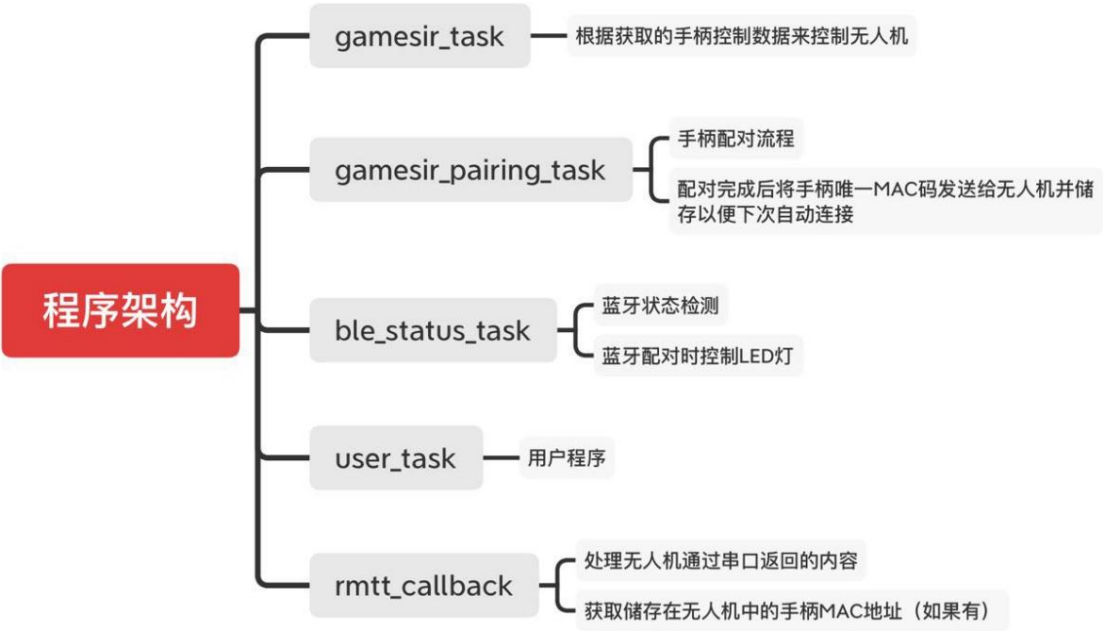 gamesir_task
根据获取的手柄控制数据来控制无人机
gamesir_pairing_task
手柄配对流程
配对完成后将手柄唯一MAC码发送给无人机并储
存以便下次自动连接
程序架构
ble_status_task
蓝牙状态检测
蓝牙配对时控制LED灯
user_task
用户程序
rmtt_callback
处理无人机通过串口返回的内容
获取储存在无人机中的手柄MAC地址（如果有）